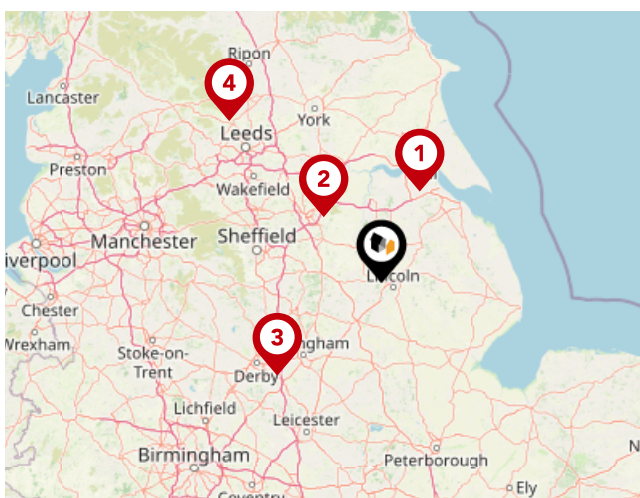 Ripon
4
Lancaster
York
Leeds
1
Preston
Wakefield
2
Manchester
Sheffield
iverpool
Lincoln
Chester
3
Wrexham
Stoke-on-
Trent
ngham
Derby
Lichfield
Leicester
Birmingham
Peterborough
N
Coventry
Ely